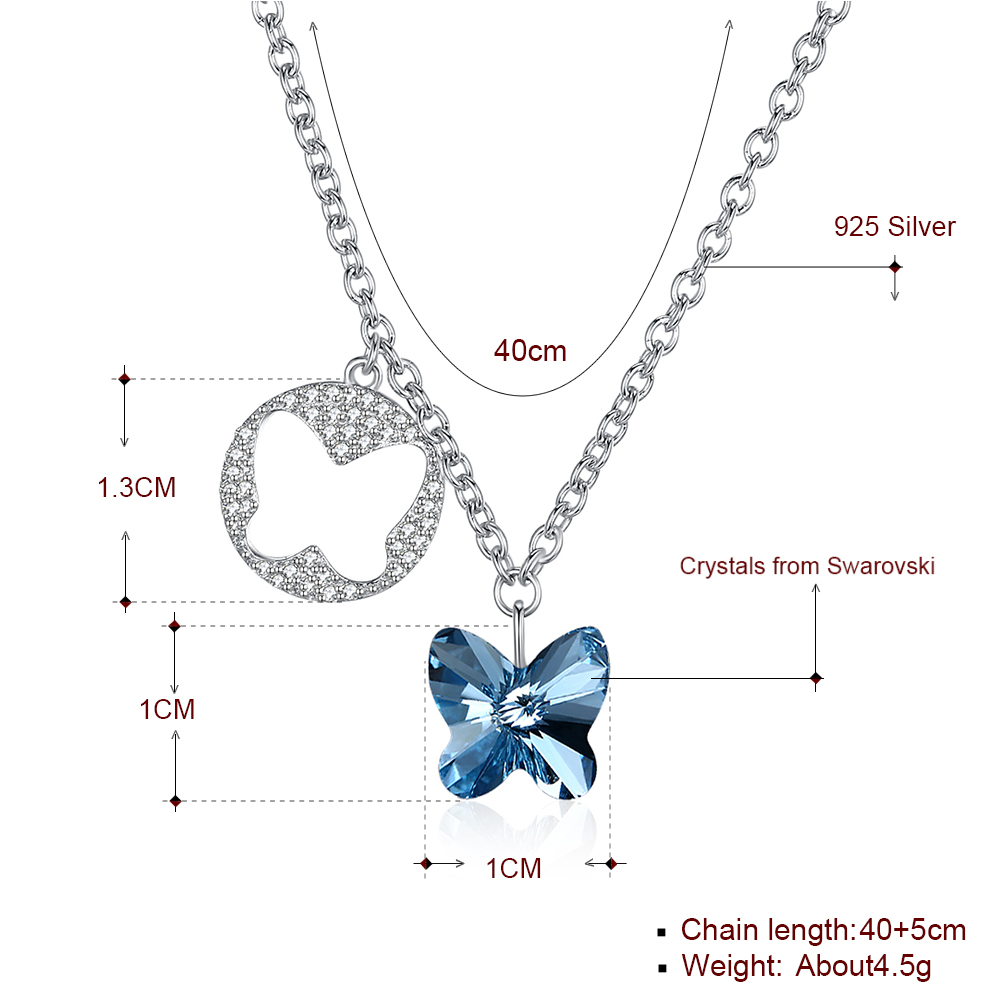 925 Silver
40cm
1.3CM
Crystals from Swarovski
1CM
1CM
Chain length:40+5cm
Weight: About4.5g